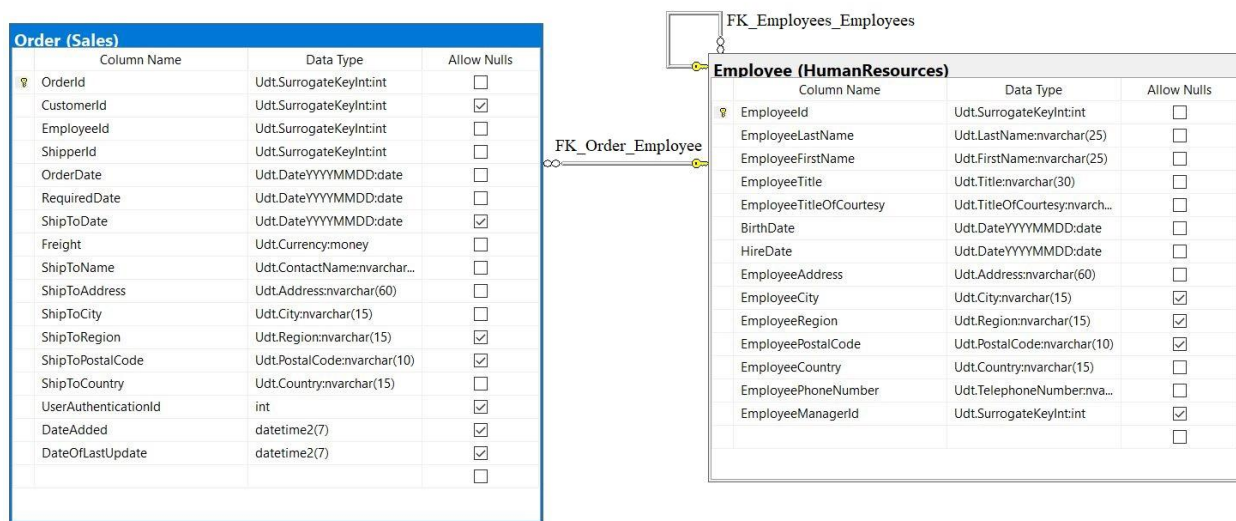 Order (Sales)
Column Name Data Type Allow Nulls
OrderId Udt.SurrogateKeyInt:int
CustomerId Udt.SurrogateKeyInt:int
EmployeeId Udt.SurrogateKeyInt:int
ShipperId Udt.SurrogateKeyInt:int
OrderDate Udt.DateYYYYMMDD:date
RequiredDate Udt.DateYYYYMMDD:date
ShipToDate Udt.DateYYYYMMDD:date
Freight Udt.Currency:money
ShipToName Udt.ContactName:nvarchar...
ShipToAddress Udt.Address:nvarchar(60)
ShipToCity Udt.City:nvarchar(15)
ShipToRegion Udt.Region:nvarchar(15)
ShipToPostalCode Udt.PostalCode:nvarchar(10)
ShipToCountry Udt.Country:nvarchar(15)
UserAuthenticationId int
DateAdded datetime2(7)
DateOfLastUpdate datetime2(7)
FK_Order_Employee
FK_Employees_Employees
Employee (HumanResources)
Column Name Data Type Allow Nulls
EmployeeId Udt.SurrogateKeyInt:int
EmployeeLastName Udt.LastName:nvarchar(25)
EmployeeFirstName Udt.FirstName:nvarchar(25)
EmployeeTitle Udt.Title:nvarchar(30)
EmployeeTitleOfCourtesy Udt.TitleOfCourtesy:nvarch...
BirthDate Udt.DateYYYYMMDD:date
HireDate Udt.DateYYYYMMDD:date
EmployeeAddress Udt.Address:nvarchar(60)
EmployeeCity Udt.City:nvarchar(15)
EmployeeRegion Udt.Region:nvarchar(15)
EmployeePostalCode Udt.PostalCode:nvarchar(10)
EmployeeCountry Udt.Country:nvarchar(15)
EmployeePhoneNumber Udt.TelephoneNumber:nva...
EmployeeManagerId Udt.SurrogateKeyInt:int